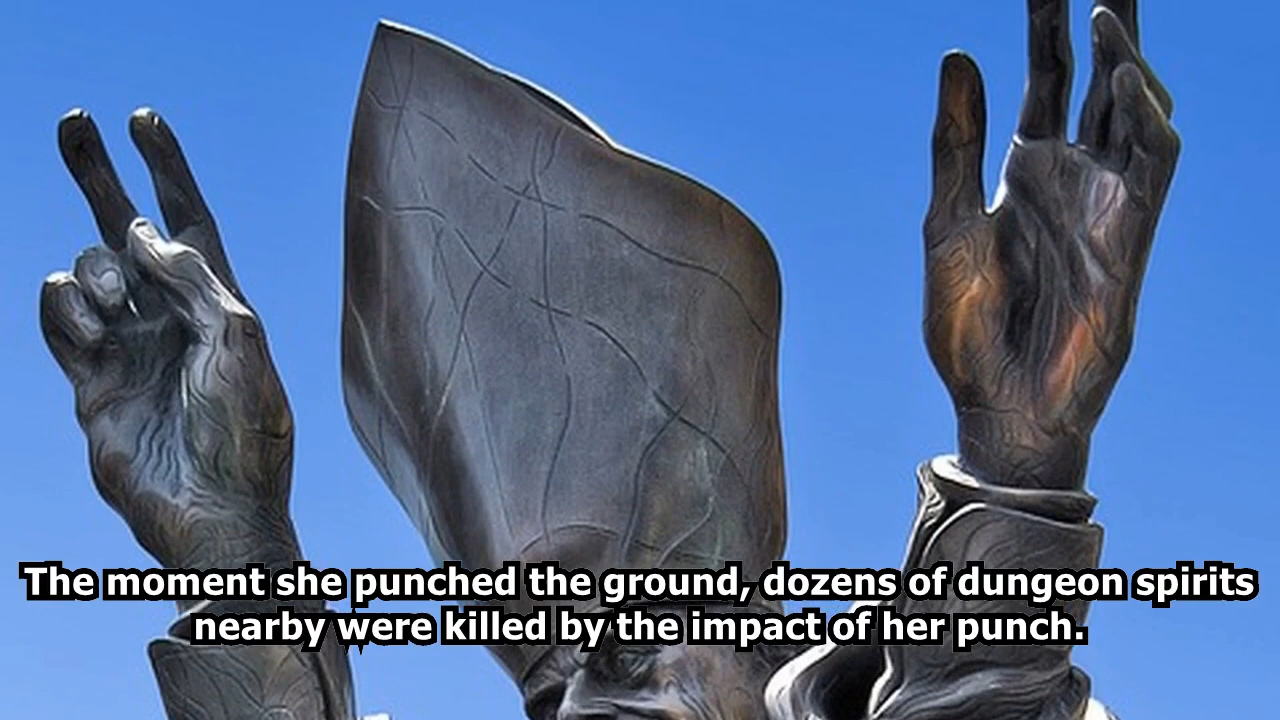 The moment she punched the ground, dozens of dungeon spirits
nearby were killed by the impact of her punch.